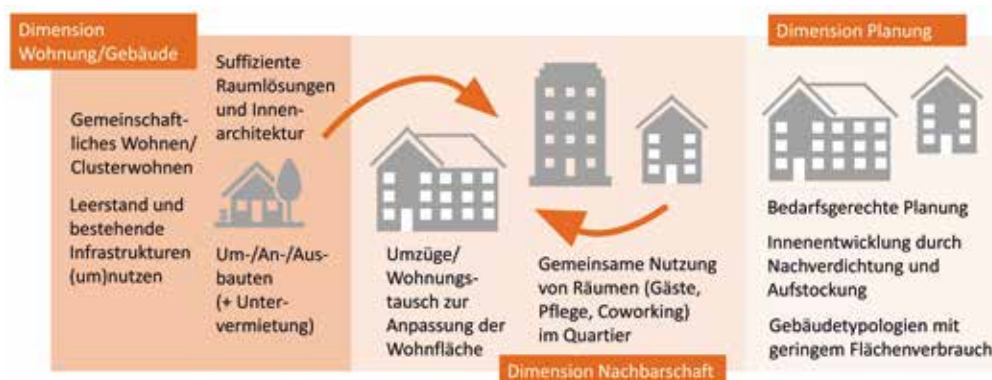 Dimension
Wohnung/Gebäude
Gemeinschaft-
liches Wohnen/
Clusterwohnen
Leerstand und
bestehende
Infrastrukturen
(um)nutzen
Suffiziente
Raumlösungen
und Innen-
architektur
Um-/An-/Aus-
bauten
(+ Unter-
vermietung)
Umzüge/
Wohnungs-
tausch zur
Anpassung der
Wohnfläche
Gemeinsame Nutzung
von Räumen (Gäste,
Pflege, Coworking)
im Quartier
Dimension Nachbarschaft
Dimension Planung
Bedarfsgerechte Planung
Innenentwicklung durch
Nachverdichtung und
Aufstockung
Gebäudetypologien mit
geringem Flächenverbrauch